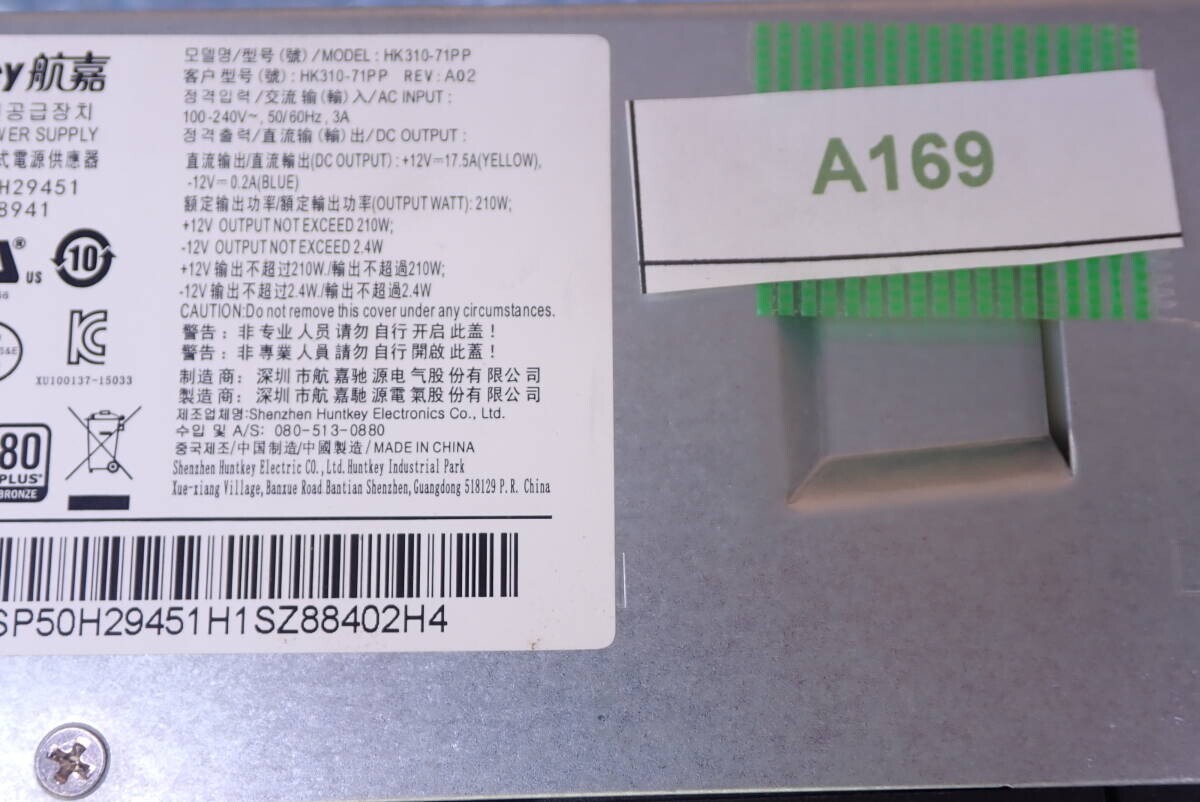 航嘉
공급장치
POWER SUPPLY
式電源供應器
H29451
8941
US
10
XU100137-15033
80
PLUS®
BRONZE
모델명/型号(號)/MODEL: HK310-71PP
客户型号(號): HK310-71PP REV: A02
정격입력/交流输(輸)入/AC INPUT:
100-240V~, 50/60Hz, 3A
정격출력/直流输(輸)出/DC OUTPUT:
直流输出/直流輸出(DC OUTPUT): +12V⎓17.5A(YELLOW),
-12V⎓0.2A(BLUE)
额定输出功率/額定輸出功率(OUTPUT WATT): 210W;
+12V OUTPUT NOT EXCEED 210W;
-12V OUTPUT NOT EXCEED 2.4W
+12V输出不超过210W./輸出不超過210W;
-12V输出不超过2.4W./輸出不超過2.4W
CAUTION:Do not remove this cover under any circumstances.
警告: 非专业人员请勿自行开启此盖!
警告: 非專業人員請勿自行開啟此蓋!
制造商: 深圳市航嘉驰源电气股份有限公司
製造商: 深圳市航嘉馳源電氣股份有限公司
제조업체명:Shenzhen Huntkey Electronics Co., Ltd.
수입 및 A/S: 080-513-0880
중국제조/中国制造/中國製造/MADE IN CHINA
Shenzhen Huntkey Electric CO., Ltd. Huntkey Industrial Park
Xue-xiang Village, Banxue Road Bantian Shenzhen, Guangdong 518129 P.R. China
SP50H29451H1SZ88402H4
A169